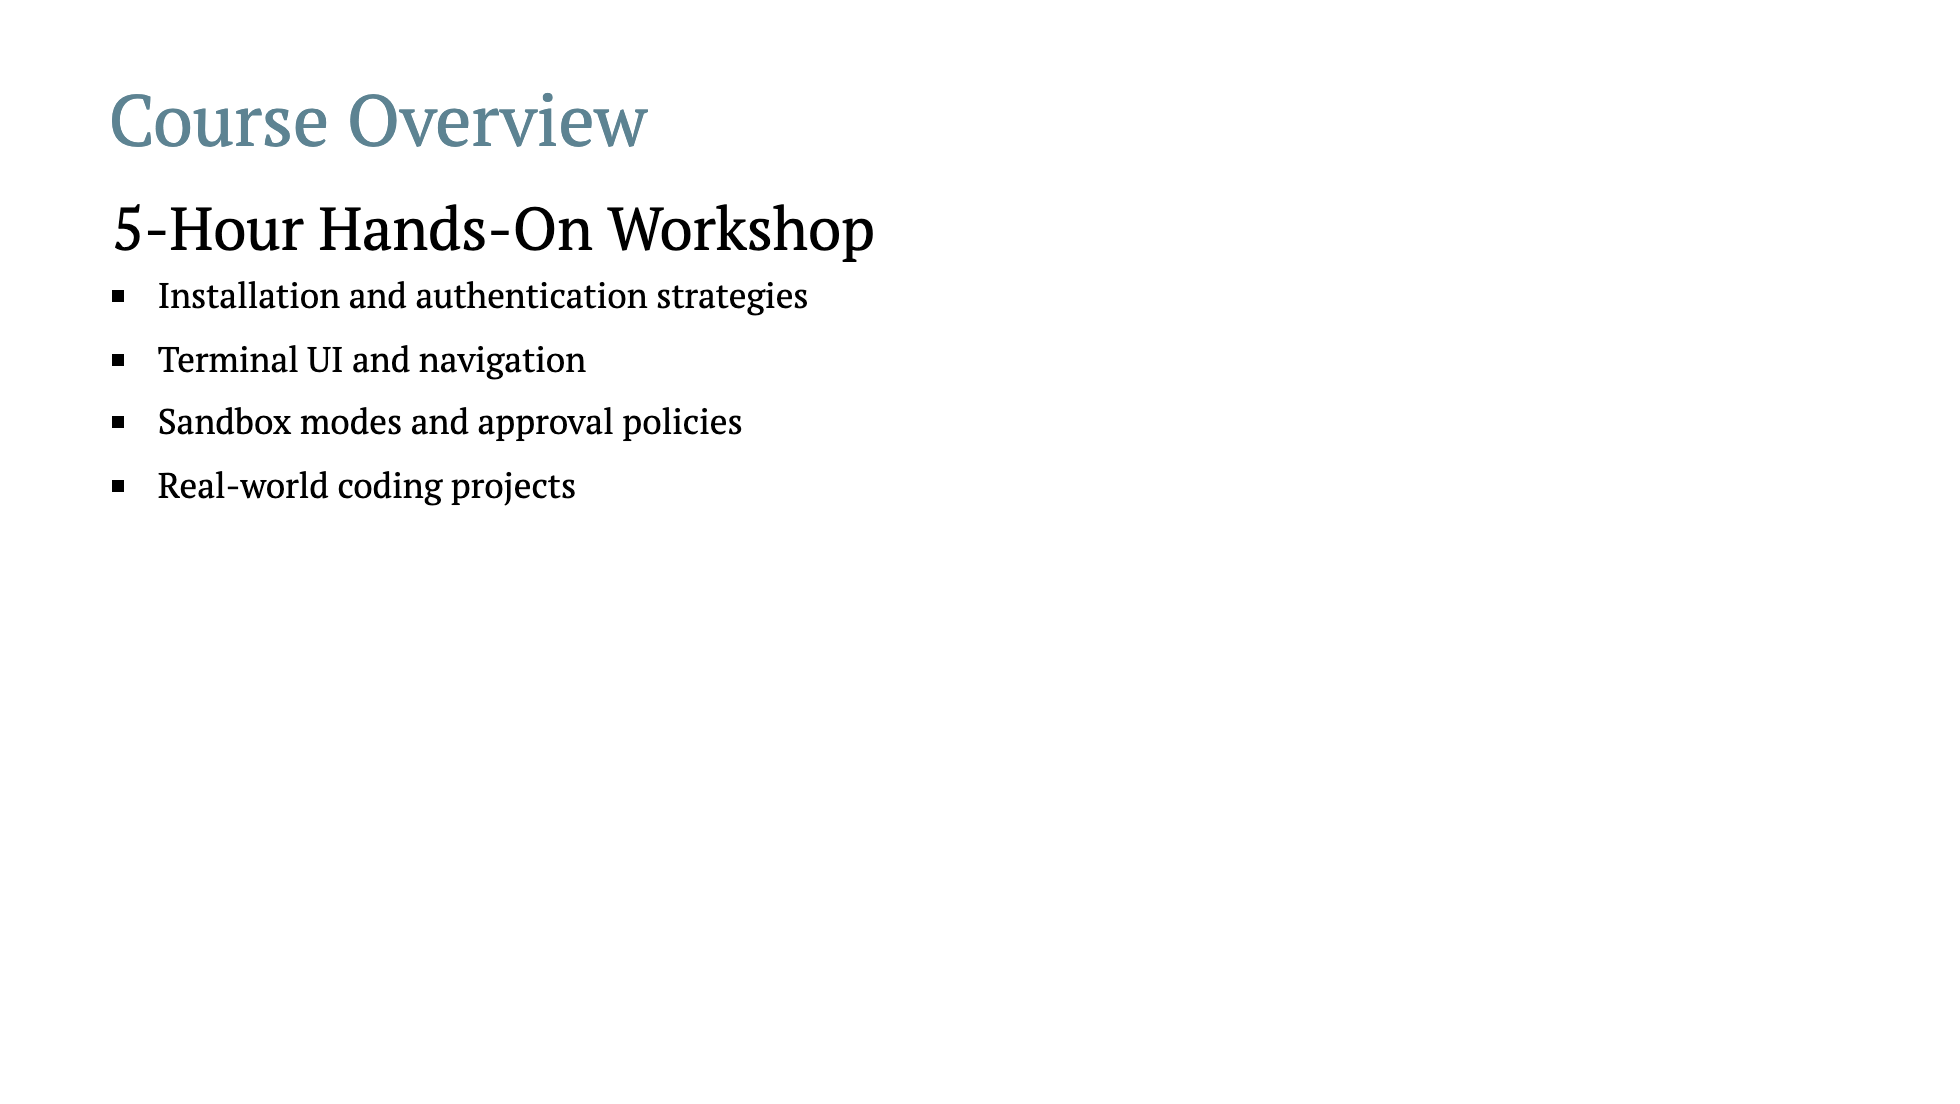 Course Overview
5-Hour Hands-On Workshop
▪ Installation and authentication strategies
▪ Terminal UI and navigation
▪ Sandbox modes and approval policies
▪ Real-world coding projects